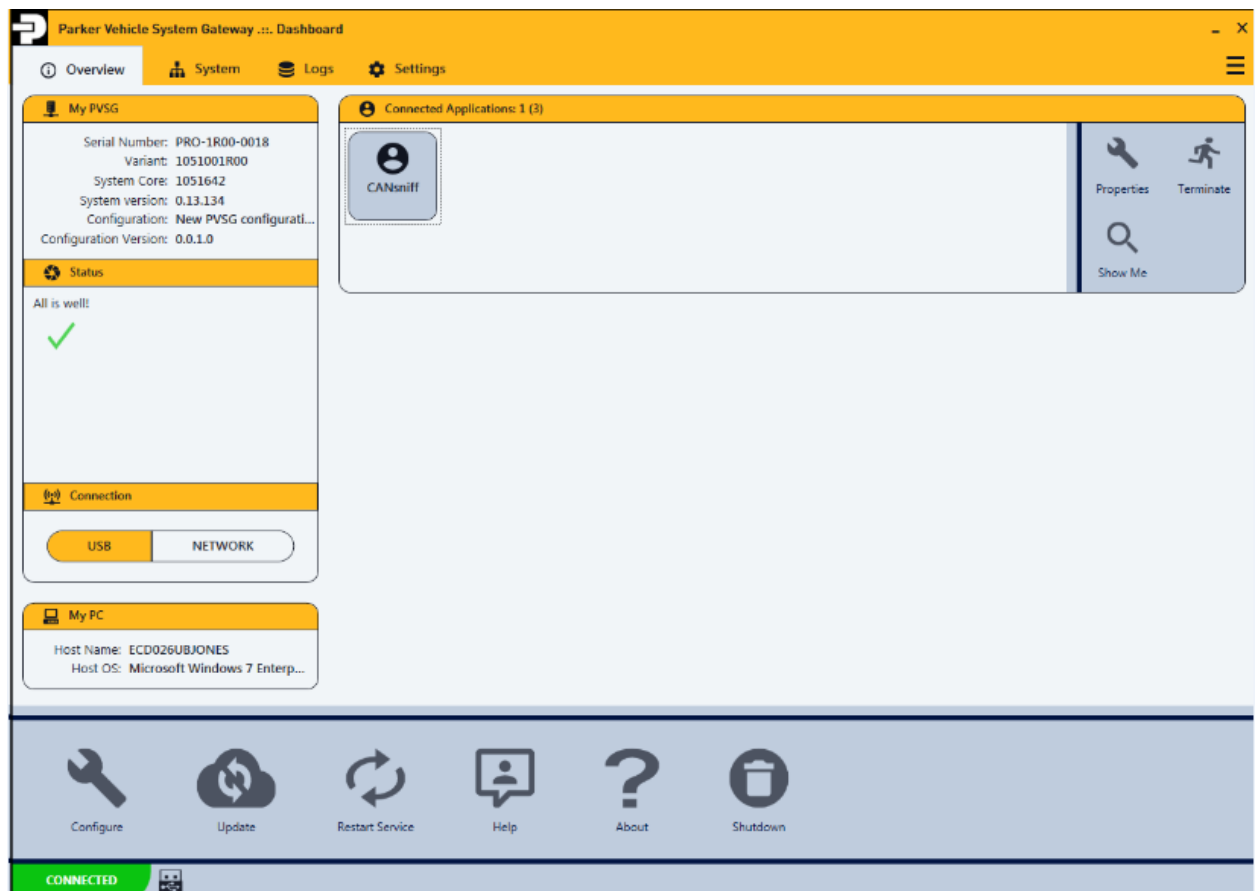 Parker Vehicle System Gateway .::. Dashboard
Overview System Logs Settings
My PVSG
Serial Number: PRO-1R00-0018
Variant: 1051001R00
System Core: 1051642
System version: 0.13.134
Configuration: New PVSG configurati...
Configuration Version: 0.0.1.0
Status
All is well!
Connection
USB NETWORK
My PC
Host Name: ECD026UBJONES
Host OS: Microsoft Windows 7 Enterp...
Connected Applications: 1 (3)
CANsniff
Properties Terminate
Show Me
Configure Update Restart Service Help About Shutdown
CONNECTED